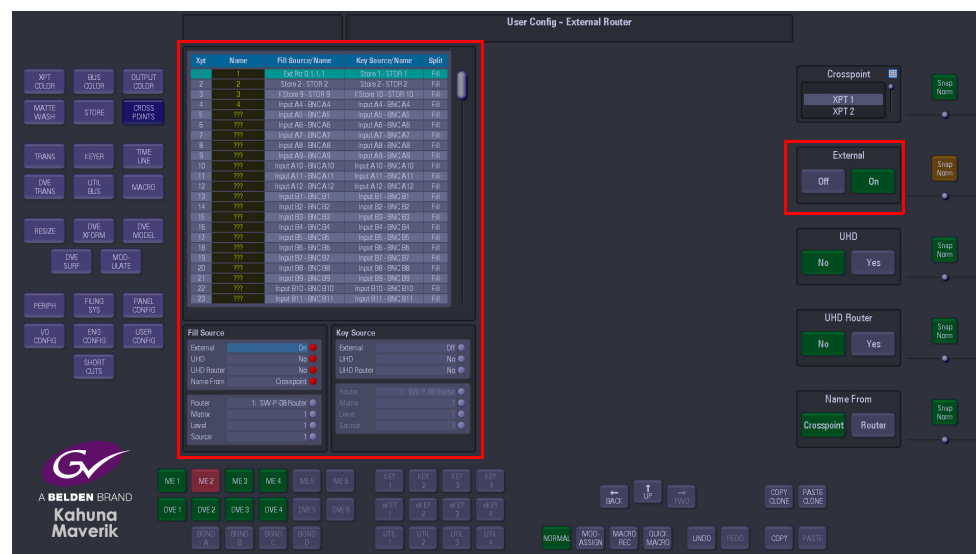 User Config - External Router
XPT COLOR
BUS COLOR
OUTPUT COLOR
MATTE WASH
STORE
CROSS POINTS
TRANS
KEYER
TIME LINE
DVE TRANS
UTIL BUS
MACRO
RESIZE
DVE XFORM
DVE MODEL
DVE SURF
MOD- ULATE
PERIPH
FILING SYS
PANEL CONFIG
I/O CONFIG
ENG CONFIG
USER CONFIG
SHORT CUTS
Xpt Name Fill Source/Name Key Source/Name Split
1 Ext Rtr 0, 1, 1, 1 Store 1 - STOR 1 Fill
2 2 Store 2 - STOR 2 Store 2 - STOR 2 Fill
3 3 KStore 9 - STOR 9 KStore 10 - STOR 10 Fill
4 4 Input A4 - BNC A4 Input A4 - BNC A4 Fill
5 ??? Input A5 - BNC A5 Input A5 - BNC A5 Fill
6 ??? Input A6 - BNC A6 Input A6 - BNC A6 Fill
7 ??? Input A7 - BNC A7 Input A7 - BNC A7 Fill
8 ??? Input A8 - BNC A8 Input A8 - BNC A8 Fill
9 ??? Input A9 - BNC A9 Input A9 - BNC A9 Fill
10 ??? Input A10 - BNC A10 Input A10 - BNC A10 Fill
11 ??? Input A11 - BNC A11 Input A11 - BNC A11 Fill
12 ??? Input A12 - BNC A12 Input A12 - BNC A12 Fill
13 ??? Input B1 - BNC B1 Input B1 - BNC B1 Fill
14 ??? Input B2 - BNC B2 Input B2 - BNC B2 Fill
15 ??? Input B3 - BNC B3 Input B3 - BNC B3 Fill
16 ??? Input B4 - BNC B4 Input B4 - BNC B4 Fill
17 ??? Input B5 - BNC B5 Input B5 - BNC B5 Fill
18 ??? Input B6 - BNC B6 Input B6 - BNC B6 Fill
19 ??? Input B7 - BNC B7 Input B7 - BNC B7 Fill
20 ??? Input B8 - BNC B8 Input B8 - BNC B8 Fill
21 ??? Input B9 - BNC B9 Input B9 - BNC B9 Fill
22 ??? Input B10 - BNC B10 Input B10 - BNC B10 Fill
23 ??? Input B11 - BNC B11 Input B11 - BNC B11 Fill
Fill Source
External On
UHD No
UHD Router No
Name From Crosspoint
Router 1: SW-P-08 Router
Matrix 1
Level 1
Source 1
Key Source
External Off
UHD No
UHD Router No
Router 1: SW-P-08 Router
Matrix 1
Level 1
Source 1
Crosspoint
XPT 1
XPT 2
Snap Norm
External
Off On
Snap Norm
UHD
No Yes
Snap Norm
UHD Router
No Yes
Snap Norm
Name From
Crosspoint Router
Snap Norm
GV
A BELDEN BRAND
Kahuna
Maverik
ME 1 ME 2 ME 3 ME 4 ME 5 ME 6
KEY 1 KEY 2 KEY 3 KEY 4
DVE 1 DVE 2 DVE 3 DVE 4 DVE 5 DVE 6
eKEY 1 eKEY 2 eKEY 3 eKEY 4
BGND A BGND B BGND C BGND D
UTIL 1 UTIL 2 UTIL 3 UTIL 4
BACK UP FWD
COPY CLONE PASTE CLONE
NORMAL MOD- ASSIGN MACRO REC QUICK MACRO UNDO REDO COPY PASTE